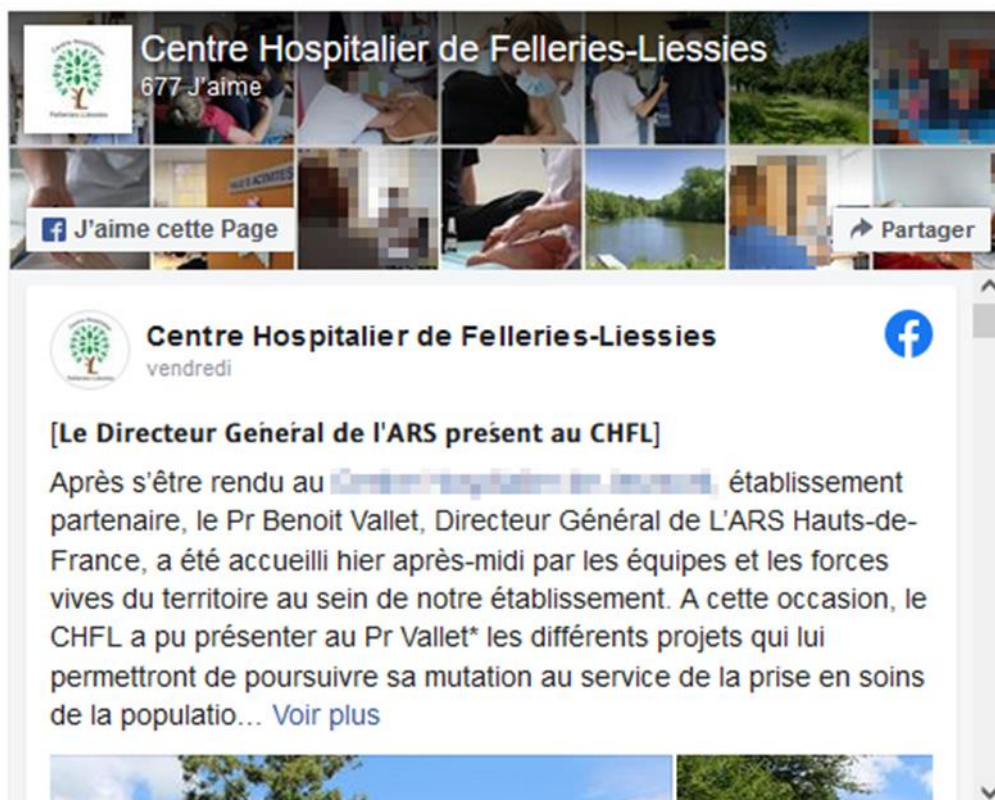 Centre Hospitalier de Felleries-Liessies
677 J'aime
J'aime cette Page
Partager
Centre Hospitalier de Felleries-Liessies
vendredi
[Le Directeur General de l'ARS present au CHFL]
Après s'être rendu au , établissement
partenaire, le Pr Benoit Vallet, Directeur Général de L'ARS Hauts-de-
France, a été accueilli hier après-midi par les équipes et les forces
vives du territoire au sein de notre établissement. A cette occasion, le
CHFL a pu présenter au Pr Vallet* les différents projets qui lui
permettront de poursuivre sa mutation au service de la prise en soins
de la populatio... Voir plus